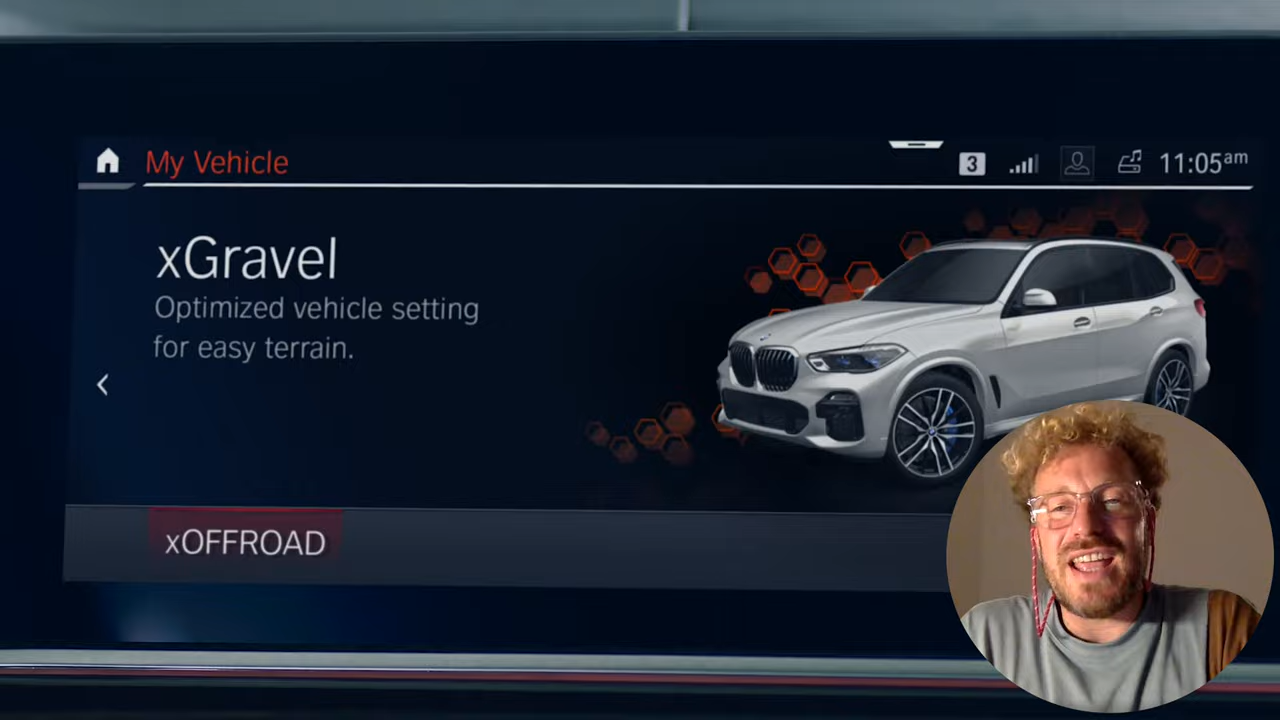 My Vehicle
3
11:05am
xGravel
Optimized vehicle setting
for easy terrain.
xOFFROAD